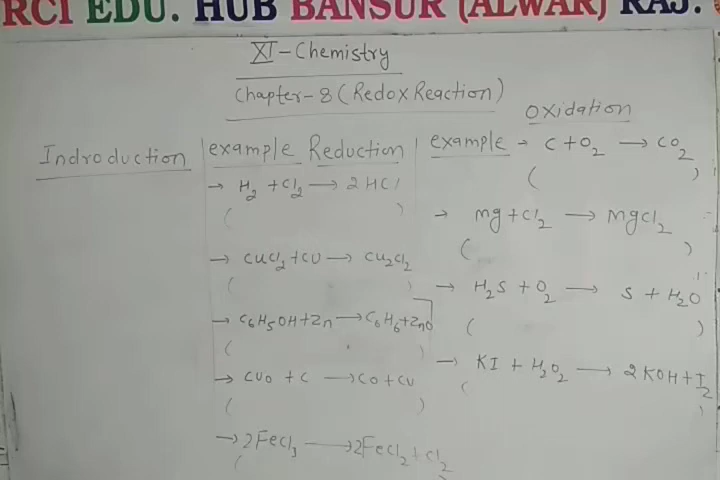 RCI EDU. HUB BANSUR (ALWAR) RAJ.
XI-Chemistry
Chapter-8 (Redox Reaction)
Indroduction
example Reduction
→ H₂ + Cl₂ → 2HCl
( )
→ CuCl₂ + CU → Cu₂Cl₂
( )
→ C₆H₅OH + Zn → C₆H₆ + ZnO
( )
→ CuO + C → CO + CU
( )
→ 2FeCl₃ → 2FeCl₂ + Cl₂
(
Oxidation
example → C + O₂ → CO₂
( )
→ mg + Cl₂ → MgCl₂
( )
→ H₂S + O₂ → S + H₂O
( )
→ KI + H₂O₂ → 2KOH + I₂
( )